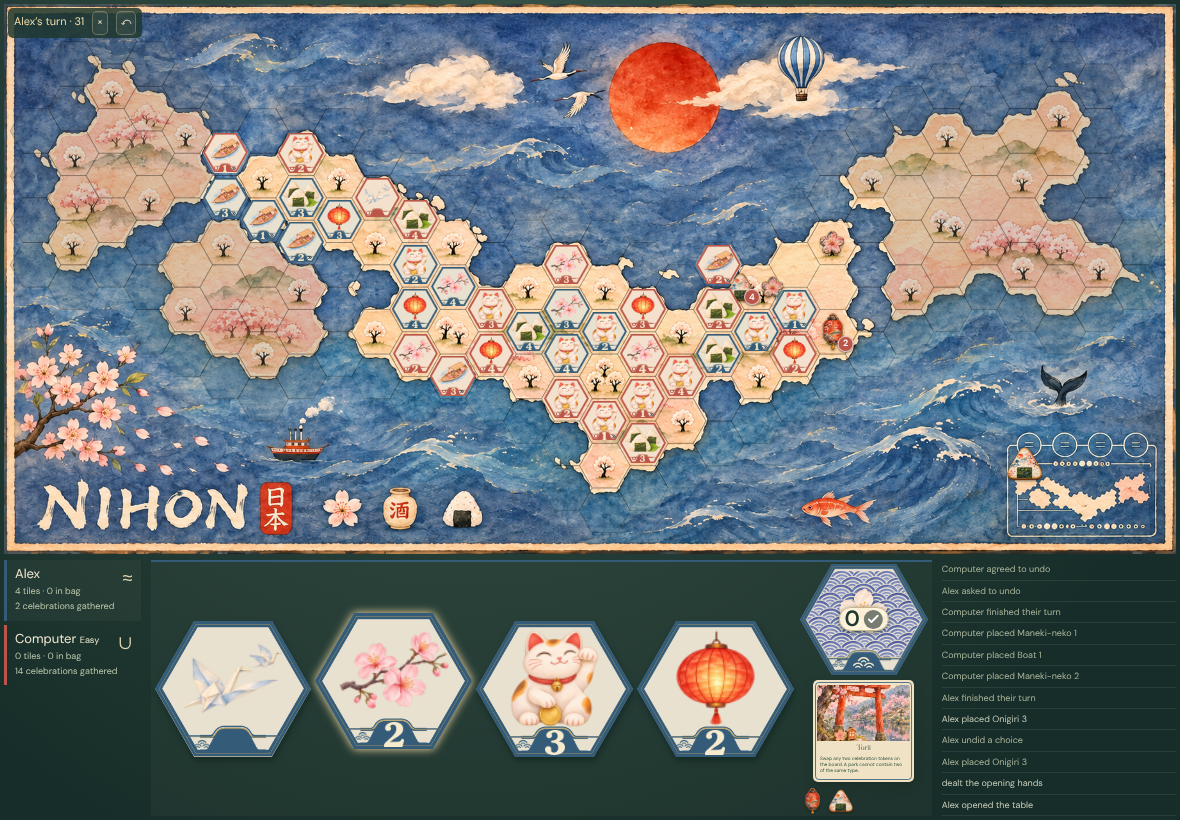 Alex's turn · 31
NIHON
日本
酒
Alex
4 tiles · 0 in bag
2 celebrations gathered
Computer Easy
0 tiles · 0 in bag
14 celebrations gathered
2
3
2
0
Torii
Swap any two celebration tokens on
the board. A park cannot contain two
of the same type.
Computer agreed to undo
Alex asked to undo
Computer finished their turn
Computer placed Maneki-neko 1
Computer placed Boat 1
Computer placed Maneki-neko 2
Alex finished their turn
Alex placed Onigiri 3
Alex undid a choice
Alex placed Onigiri 3
dealt the opening hands
Alex opened the table